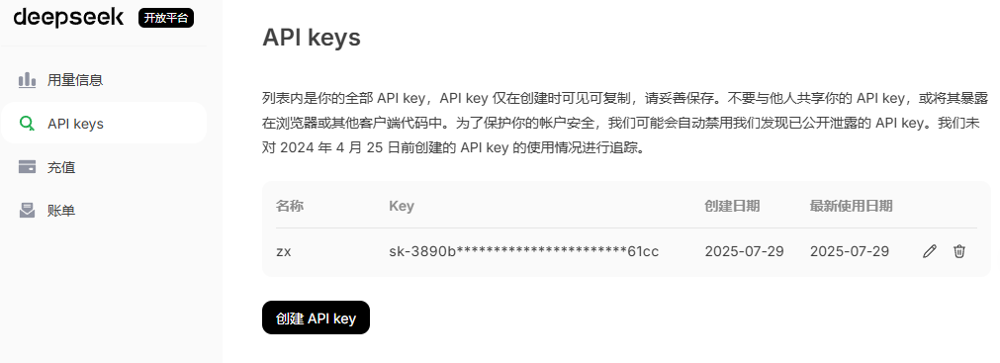 deepseek 开放平台
用量信息
API keys
充值
账单
API keys
列表内是你的全部 API key，API key 仅在创建时可见可复制，请妥善保存。不要与他人共享你的 API key，或将其暴露
在浏览器或其他客户端代码中。为了保护你的帐户安全，我们可能会自动禁用我们发现已公开泄露的 API key。我们未
对 2024 年 4 月 25 日前创建的 API key 的使用情况进行追踪。
名称 Key 创建日期 最新使用日期
zx sk-3890b***********************61cc 2025-07-29 2025-07-29
创建 API key